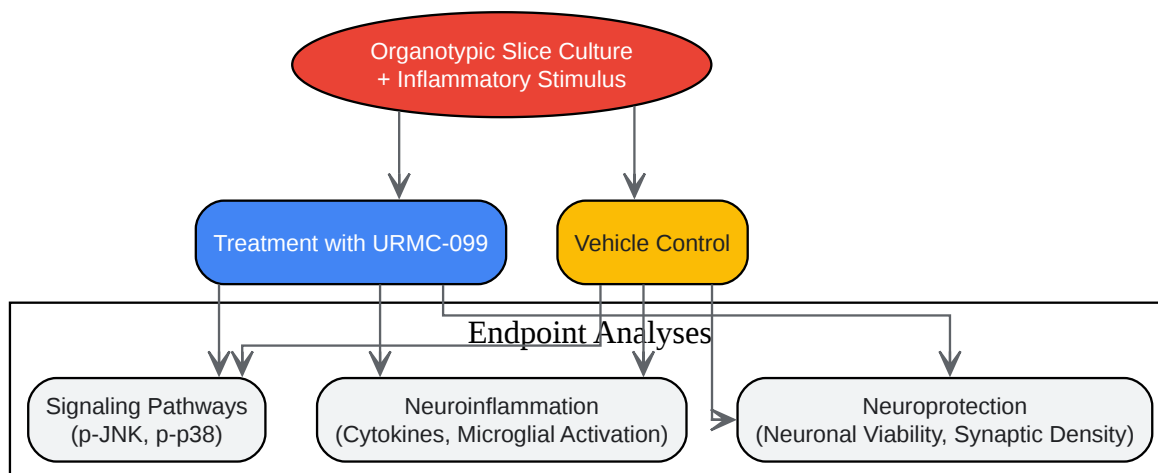 Organotypic Slice Culture
+ Inflammatory Stimulus
Treatment with URMC-099
Vehicle Control
Endpoint Analyses
Signaling Pathways
(p-JNK, p-p38)
Neuroinflammation
(Cytokines, Microglial Activation)
Neuroprotection
(Neuronal Viability, Synaptic Density)